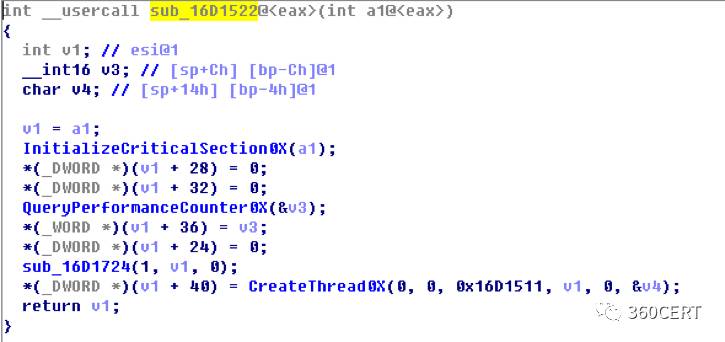 int __usercall sub_16D1522@<eax>(int a1@<eax>)
{
  int v1; // esi@1
  __int16 v3; // [sp+Ch] [bp-Ch]@1
  char v4; // [sp+14h] [bp-4h]@1

  v1 = a1;
  InitializeCriticalSection0X(a1);
  *(_DWORD *)(v1 + 28) = 0;
  *(_DWORD *)(v1 + 32) = 0;
  QueryPerformanceCounter0X(&v3);
  *(_WORD *)(v1 + 36) = v3;
  *(_DWORD *)(v1 + 24) = 0;
  sub_16D1724(1, v1, 0);
  *(_DWORD *)(v1 + 40) = CreateThread0X(0, 0, 0x16D1511, v1, 0, &v4);
  return v1;
}
360CERT